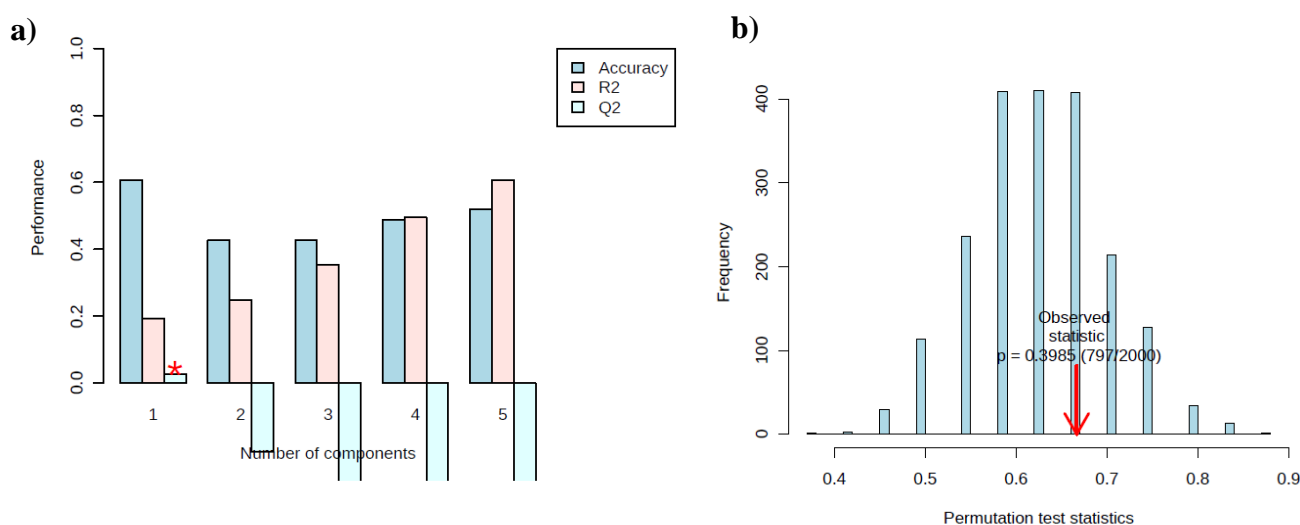 a)
1.0
0.8
0.6
0.4
0.2
0.0
Performance
Accuracy
R2
Q2
*
1 2 3 4 5
Number of components
b)
400
300
200
100
0
Frequency
Observed
statistic
p = 0.3985 (797/2000)
0.4 0.5 0.6 0.7 0.8 0.9
Permutation test statistics